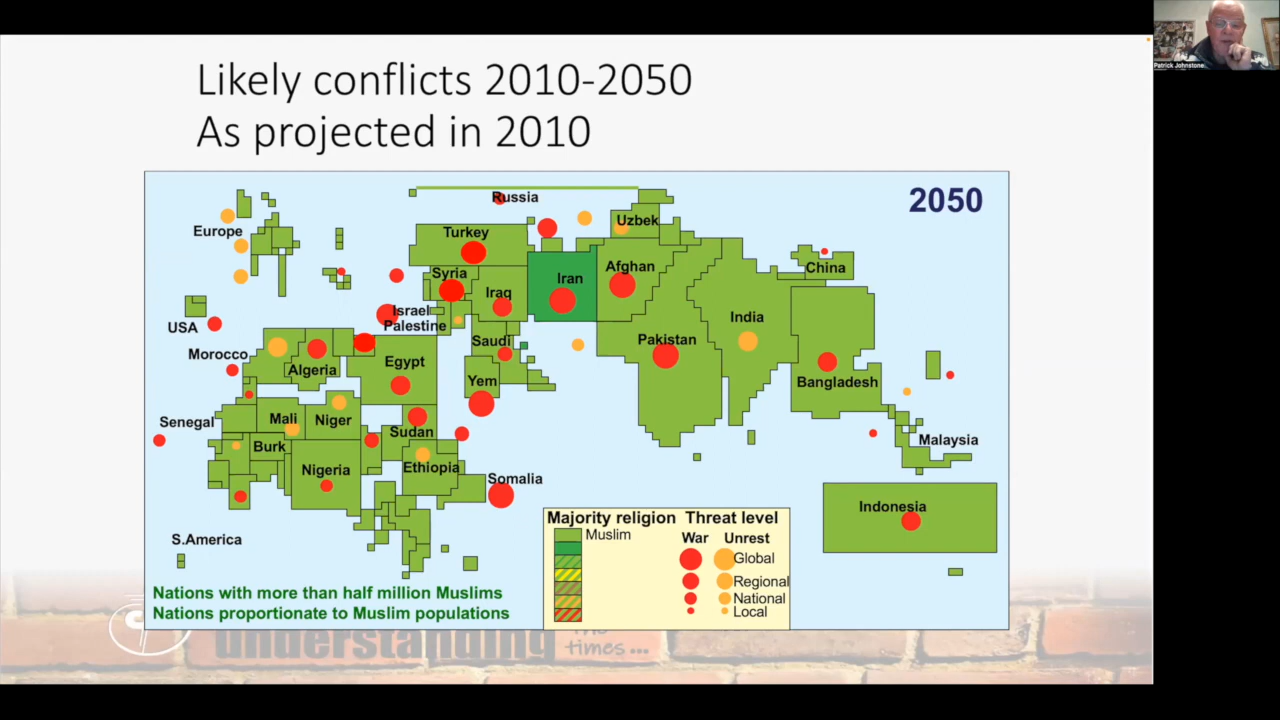 Patrick Johnstone
Likely conflicts 2010-2050
As projected in 2010
2050
Russia
Europe
Turkey
Uzbek
Syria
Iran
Afghan
China
Iraq
Israel
Palestine
USA
India
Saudi
Pakistan
Morocco
Algeria
Egypt
Yem
Bangladesh
Senegal
Mali
Niger
Sudan
Malaysia
Burk
Nigeria
Ethiopia
Somalia
Indonesia
S.America
Majority religion
Muslim
Threat level
War Unrest
Global
Regional
National
Local
Nations with more than half million Muslims
Nations proportionate to Muslim populations
understanding
the
times...